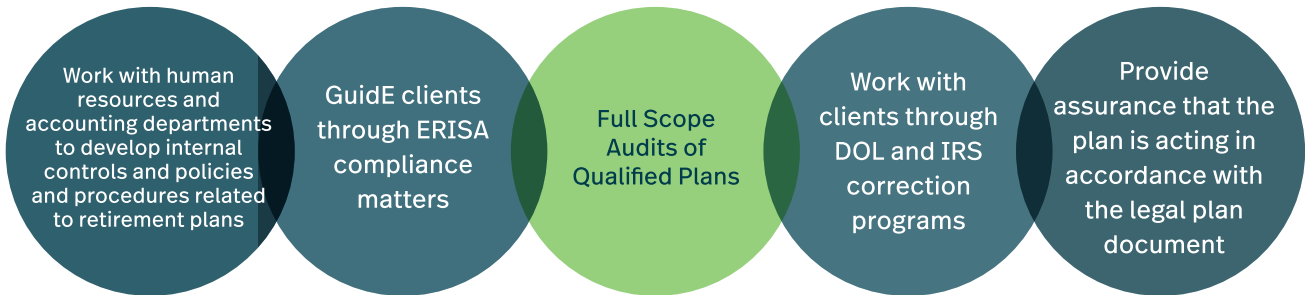 Work with human
resources and
accounting departments
to develop internal
controls and policies
and procedures related
to retirement plans
GuidE clients
through ERISA
compliance
matters
Full Scope
Audits of
Qualified Plans
Work with
clients through
DOL and IRS
correction
programs
Provide
assurance that the
plan is acting in
accordance with
the legal plan
document